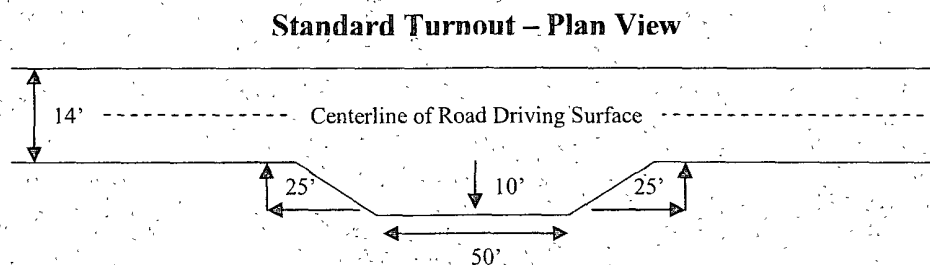 Standard Turnout – Plan View
14' Centerline of Road Driving Surface
25' 10' 25'
50'